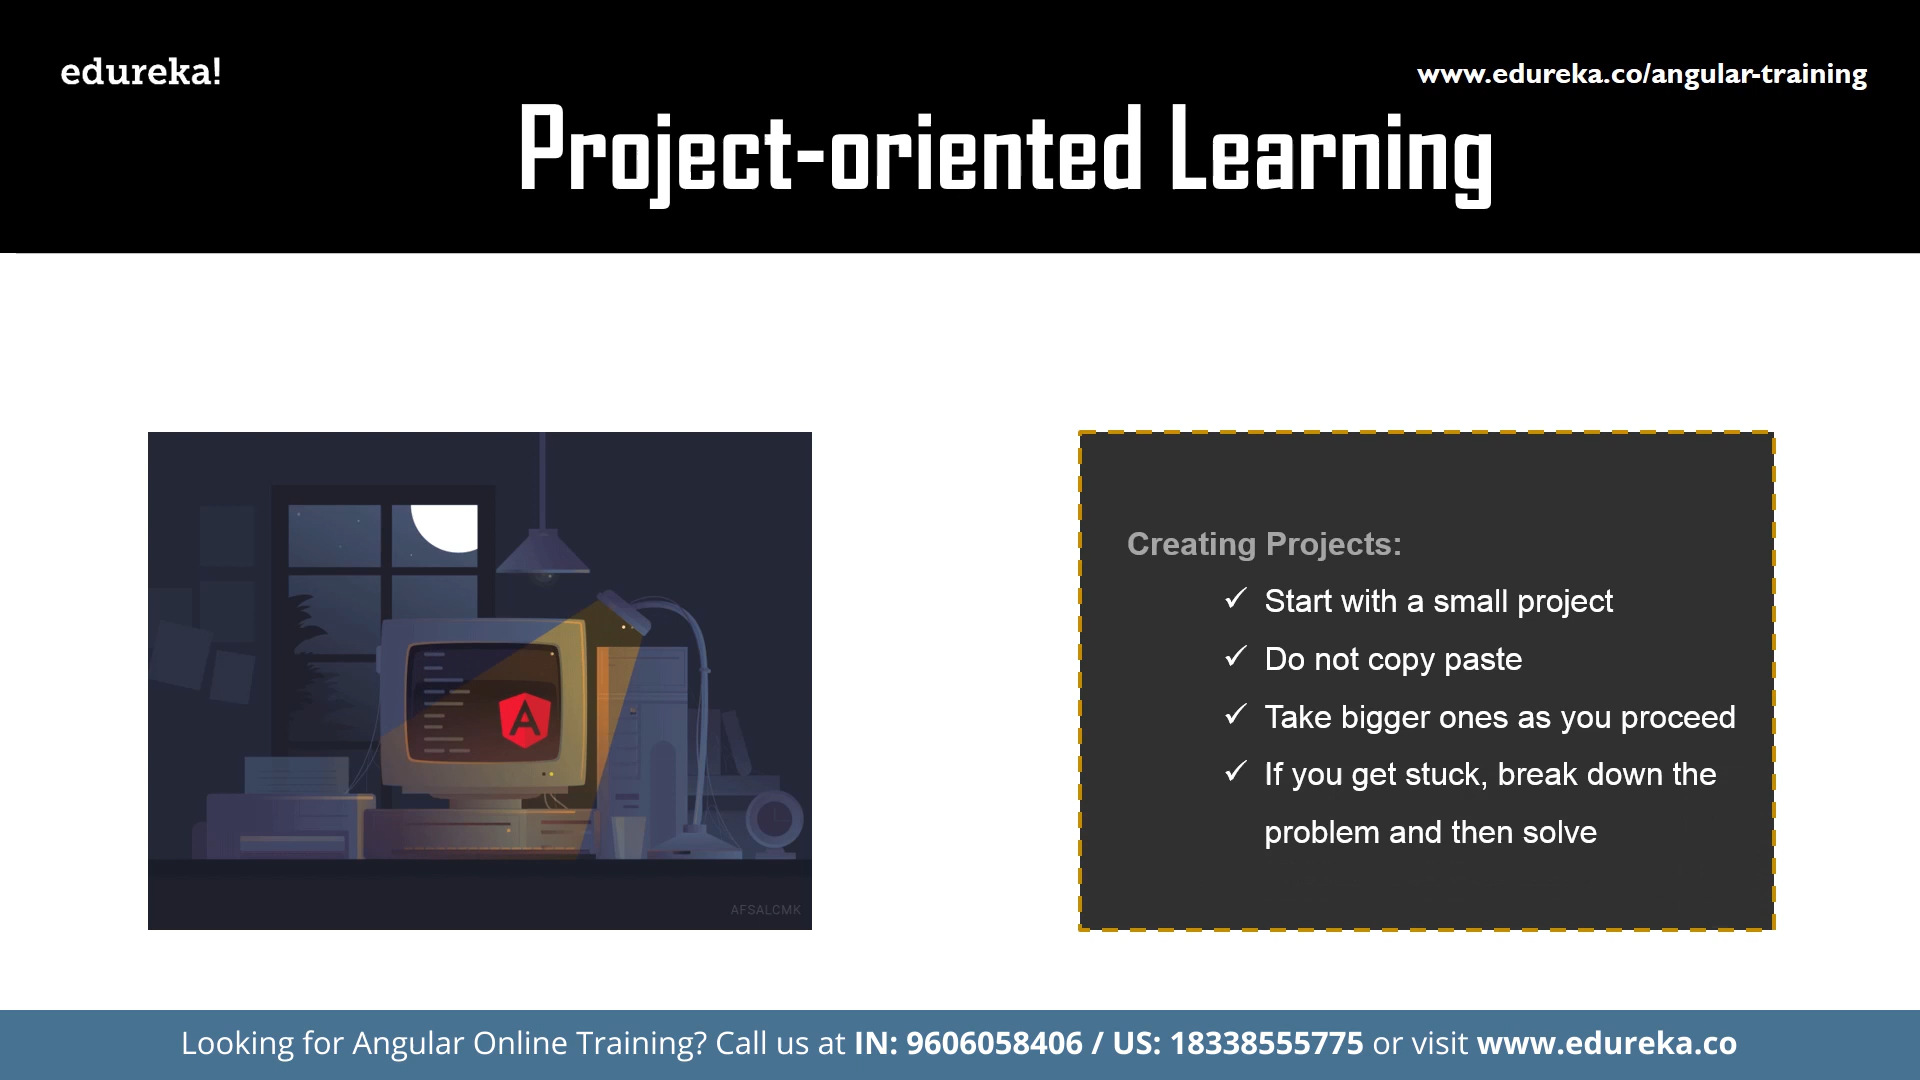 edureka!
www.edureka.co/angular-training
Project-oriented Learning
A
AFSALCMK
Creating Projects:
✓ Start with a small project
✓ Do not copy paste
✓ Take bigger ones as you proceed
✓ If you get stuck, break down the
problem and then solve
Looking for Angular Online Training? Call us at IN: 9606058406 / US: 18338555775 or visit www.edureka.co